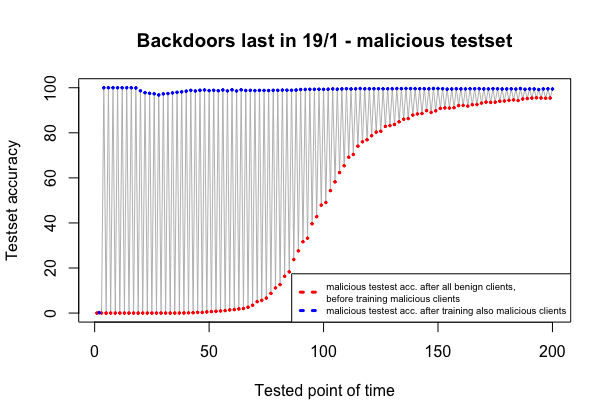 Backdoors last in 19/1 - malicious testset
Testset accuracy
100
80
60
40
20
0
malicious testest acc. after all benign clients,
before training malicious clients
malicious testest acc. after training also malicious clients
0 50 100 150 200
Tested point of time